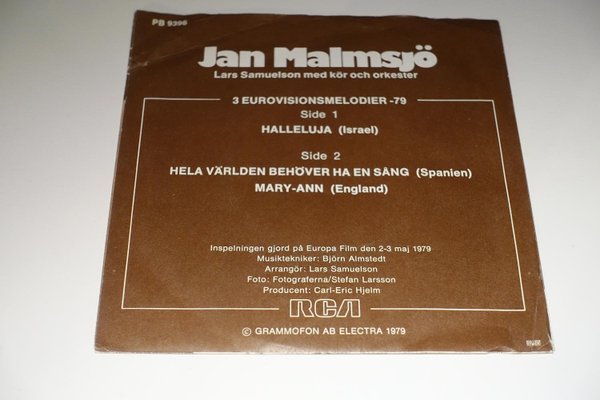 PB 9396
Jan Malmsjö
Lars Samuelson med kör och orkester
3 EUROVISIONSMELODIER -79
Side 1
HALLELUJA (Israel)
Side 2
HELA VÄRLDEN BEHÖVER HA EN SÅNG (Spanien)
MARY-ANN (England)
Inspelningen gjord på Europa Film den 2-3 maj 1979
Musiktekniker: Björn Almstedt
Arrangör: Lars Samuelson
Foto: Fotograferna/Stefan Larsson
Producent: Carl-Eric Hjelm
RCA
© GRAMMOFON AB ELECTRA 1979